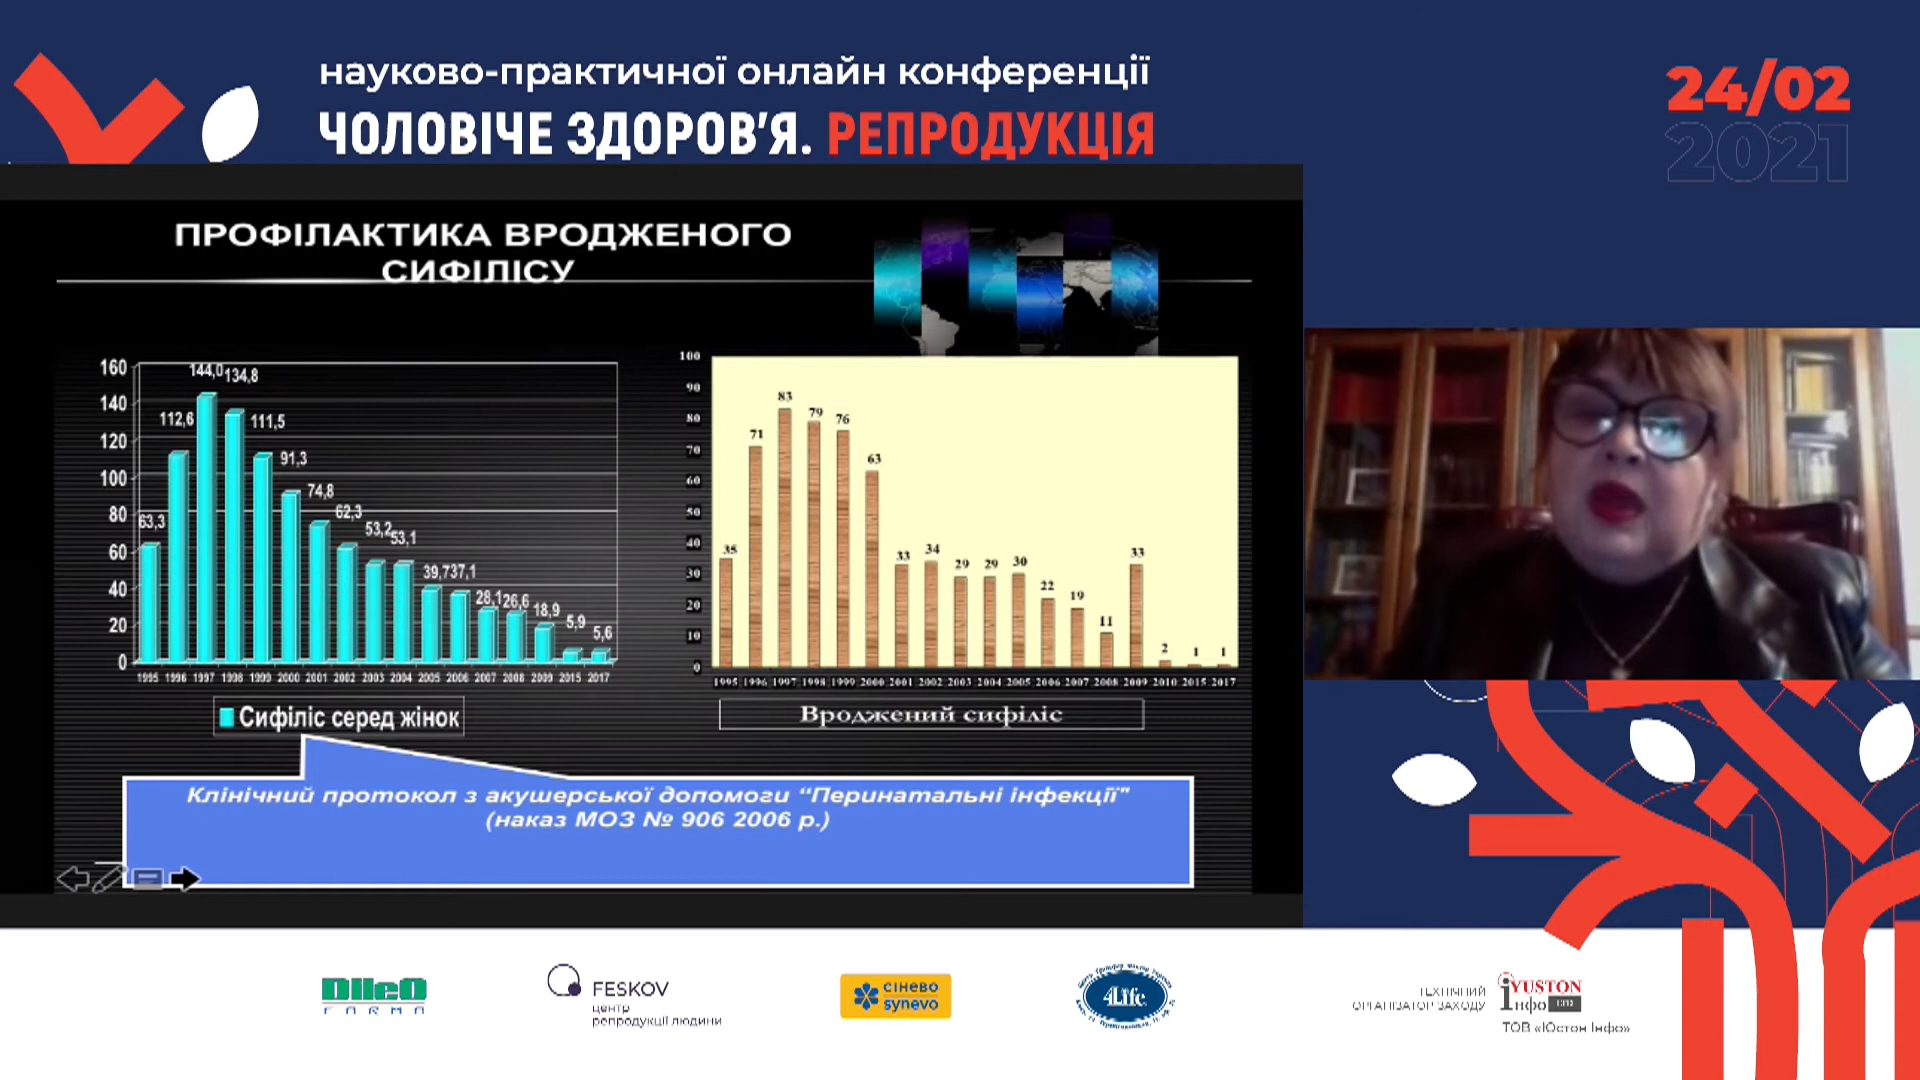 науково-практичної онлайн конференції
ЧОЛОВІЧЕ ЗДОРОВ'Я. РЕПРОДУКЦІЯ
24/02
2021
ПРОФІЛАКТИКА ВРОДЖЕНОГО
СИФІЛІСУ
160
140
120
100
80
60
40
20
0
63,3
112,6
144,0
134,8
111,5
91,3
74,8
62,3
53,2
53,1
39,7
37,1
28,1
26,6
18,9
5,9
5,6
1995 1996 1997 1998 1999 2000 2001 2002 2003 2004 2005 2006 2007 2008 2009 2015 2017
Сифіліс серед жінок
100
90
80
70
60
50
40
30
20
10
0
35
71
83
79
76
63
33
34
29
29
30
22
19
11
33
2
1
1
1995 1996 1997 1998 1999 2000 2001 2002 2003 2004 2005 2006 2007 2008 2009 2010 2015 2017
Вроджений сифіліс
Клінічний протокол з акушерської допомоги “Перинатальні інфекції”
(наказ МОЗ № 906 2006 р.)
FARMA
FESKOV
центр
репродукції людини
сінево
synevo
4Life
ТЕХНІЧНИЙ
ОРГАНІЗАТОР ЗАХОДУ
YUSTON
Інфо
ТОВ «Юстон Інфо»